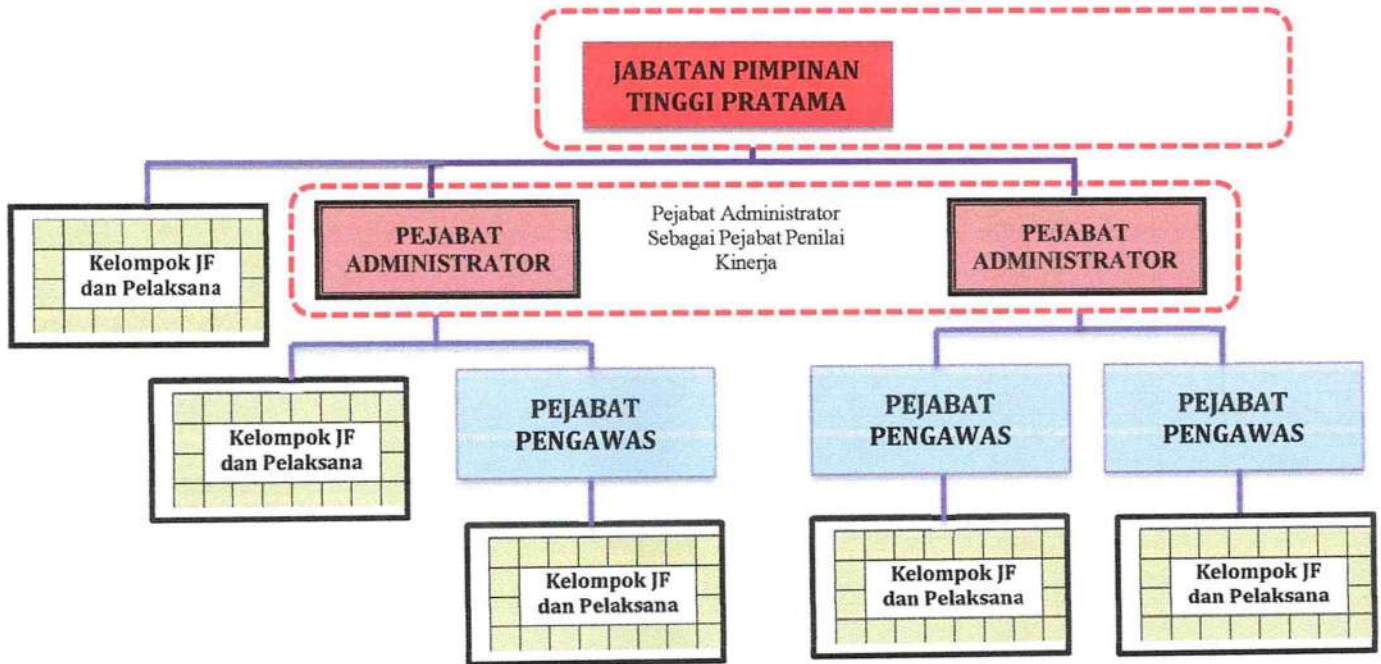 JABATAN PIMPINAN
TINGGI PRATAMA
Kelompok JF
dan Pelaksana
PEJABAT
ADMINISTRATOR
Pejabat Administrator
Sebagai Pejabat Penilai
Kinerja
PEJABAT
ADMINISTRATOR
Kelompok JF
dan Pelaksana
PEJABAT
PENGAWAS
PEJABAT
PENGAWAS
PEJABAT
PENGAWAS
Kelompok JF
dan Pelaksana
Kelompok JF
dan Pelaksana
Kelompok JF
dan Pelaksana